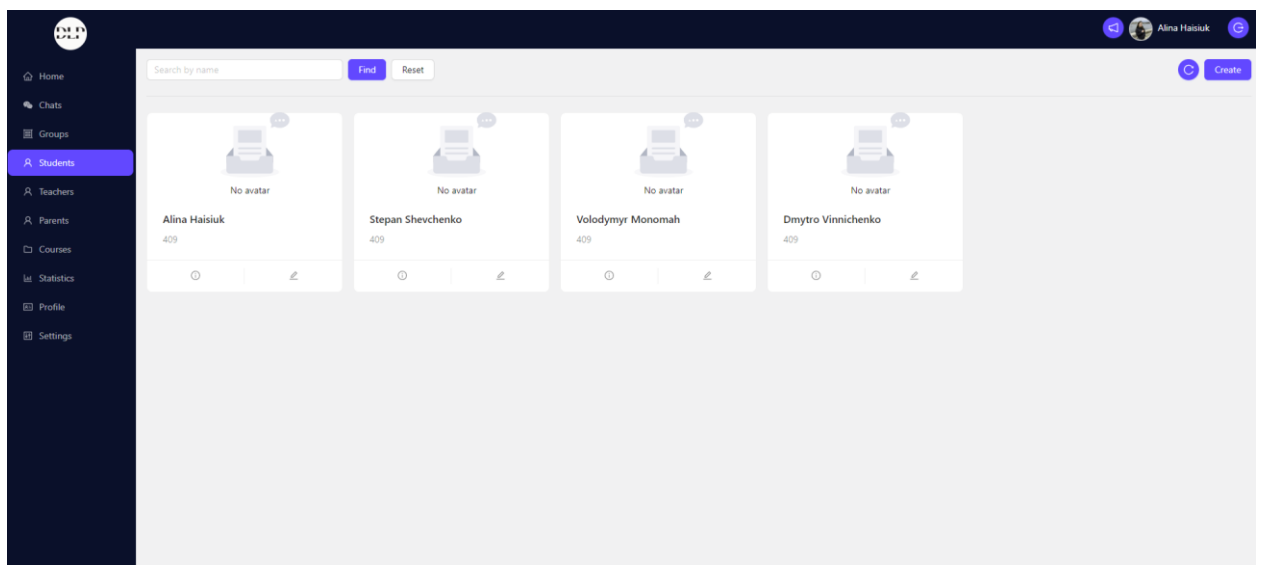 DLP
Alina Haisiuk
Home
Chats
Groups
Students
Teachers
Parents
Courses
Statistics
Profile
Settings
Search by name
Find
Reset
Create
No avatar
Alina Haisiuk
409
No avatar
Stepan Shevchenko
409
No avatar
Volodymyr Monomah
409
No avatar
Dmytro Vinnichenko
409